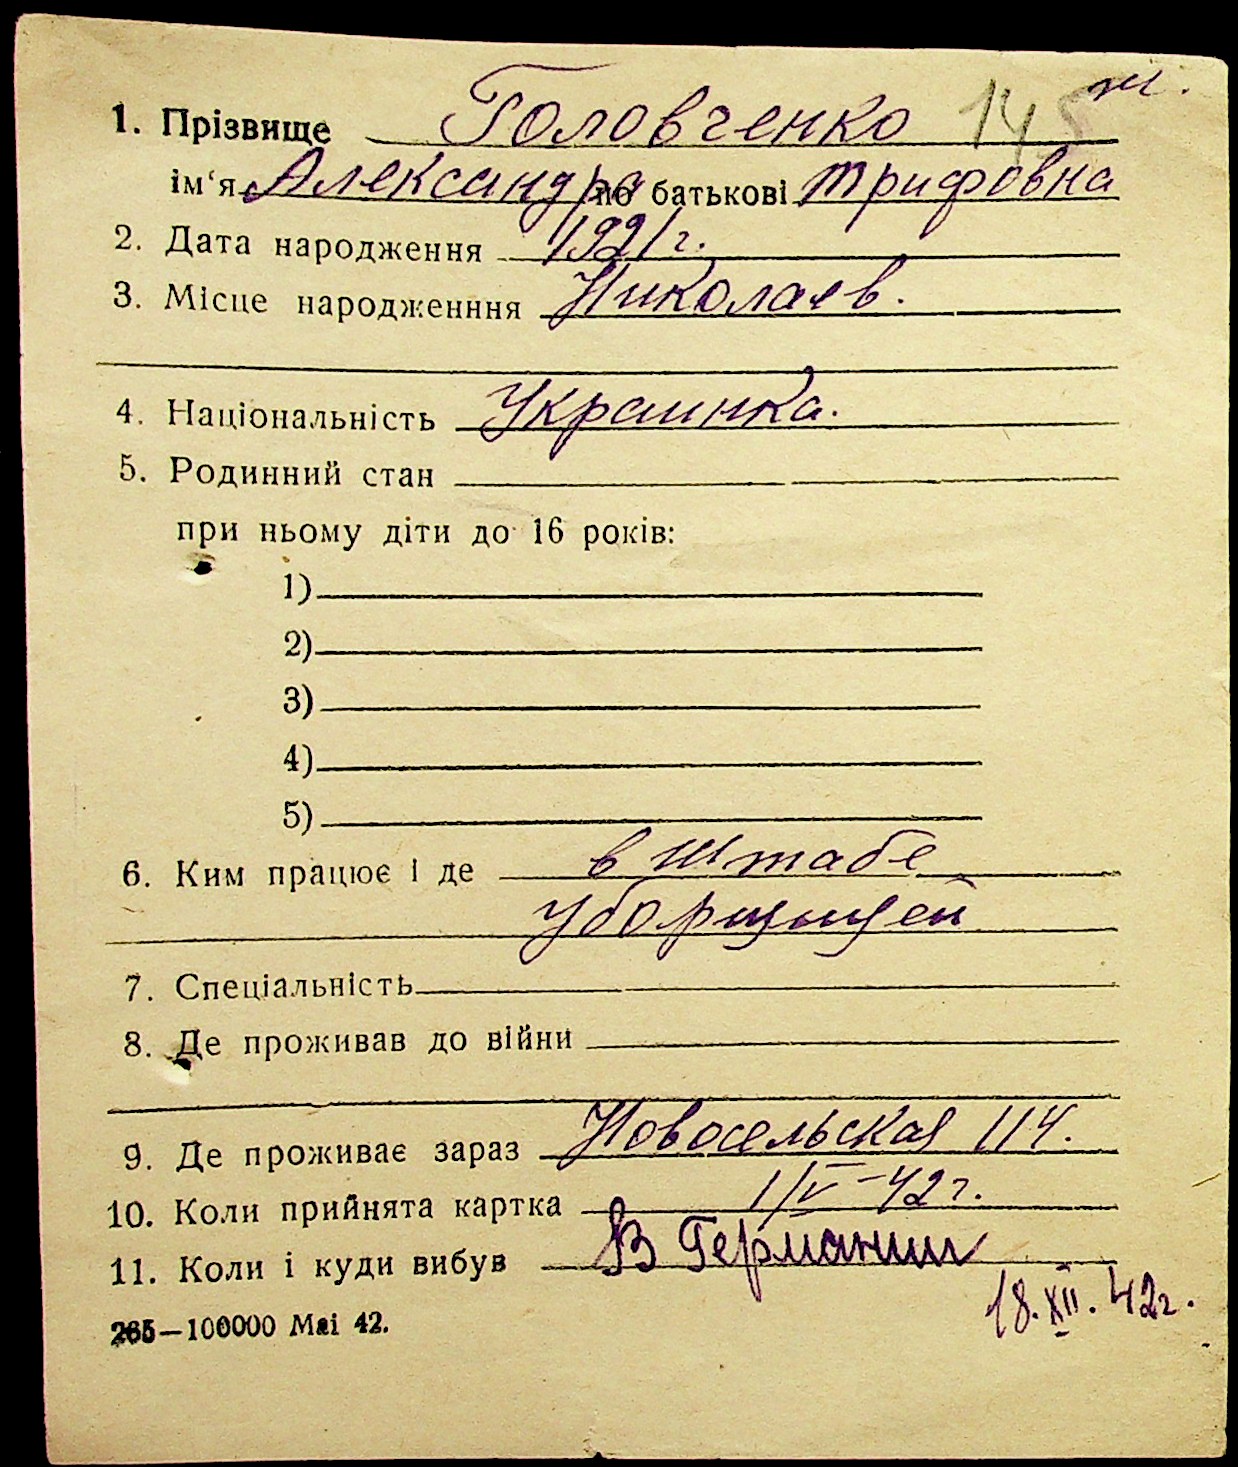 ж.
1. Прізвище Головченко 145
ім‘я Александра по батькові Трифовна
2. Дата народження 1921 г.
3. Місце народженння Николаев.
4. Національність Украинка.
5. Родинний стан
при ньому діти до 16 років:
1)
2)
3)
4)
5)
6. Ким працює і де в штабе
уборщицей
7. Спеціальність
8. Де проживав до війни
9. Де проживає зараз Новосельская 114.
10. Коли прийнята картка 1/V-42 г.
11. Коли і куди вибув В Германии
18.XII.42г.
265—100000 Маі 42.